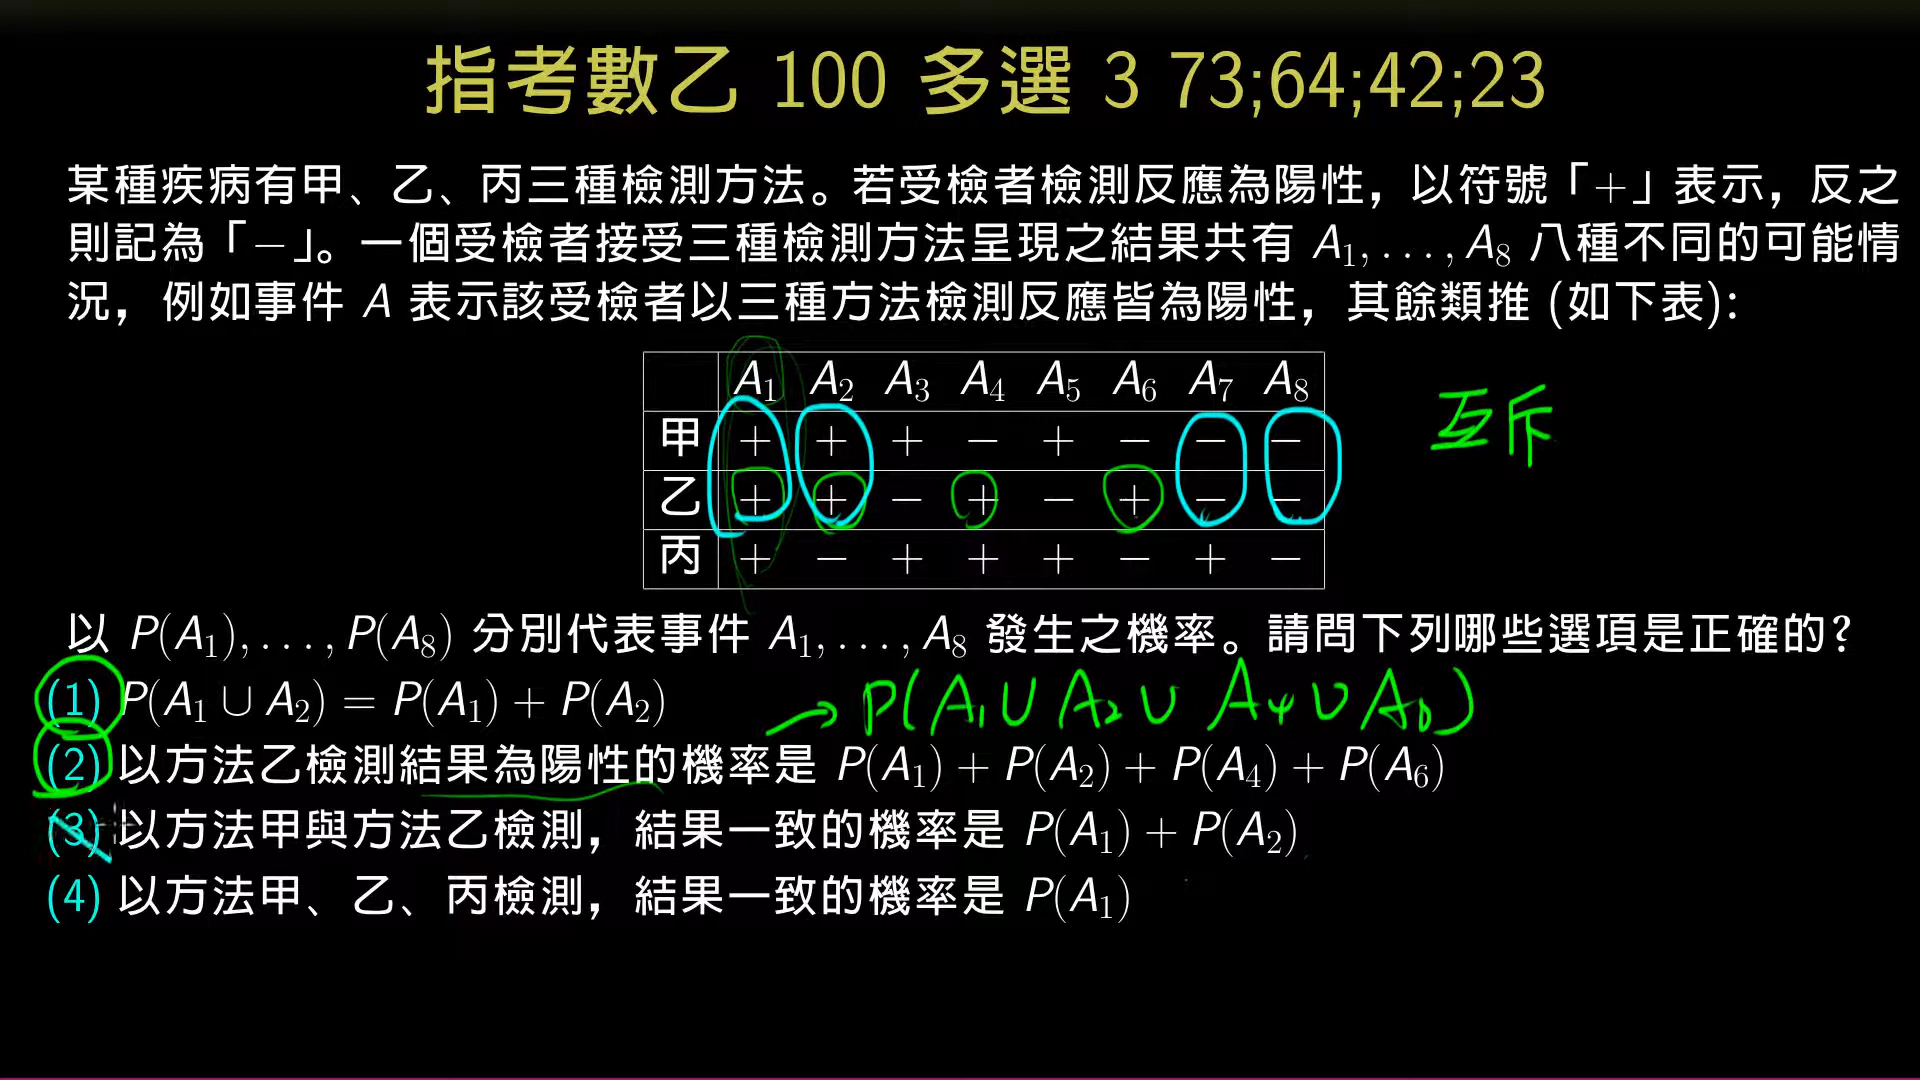 指考數乙 100 多選 3 73;64;42;23
某種疾病有甲、乙、丙三種檢測方法。若受檢者檢測反應為陽性，以符號「+」表示，反之
則記為「−」。一個受檢者接受三種檢測方法呈現之結果共有 A₁, . . . , A₈ 八種不同的可能情
況，例如事件 A 表示該受檢者以三種方法檢測反應皆為陽性，其餘類推 (如下表):
A₁ A₂ A₃ A₄ A₅ A₆ A₇ A₈
甲 + + + − + − − −
乙 + + − + − + − −
丙 + − + + + − + −
互斥
以 P(A₁), . . . , P(A₈) 分別代表事件 A₁, . . . , A₈ 發生之機率。請問下列哪些選項是正確的?
(1) P(A₁ ∪ A₂) = P(A₁) + P(A₂)
→ P(A₁ ∪ A₂ ∪ A₄ ∪ A₆)
(2) 以方法乙檢測結果為陽性的機率是 P(A₁) + P(A₂) + P(A₄) + P(A₆)
(3) 以方法甲與方法乙檢測，結果一致的機率是 P(A₁) + P(A₂)
(4) 以方法甲、乙、丙檢測，結果一致的機率是 P(A₁)